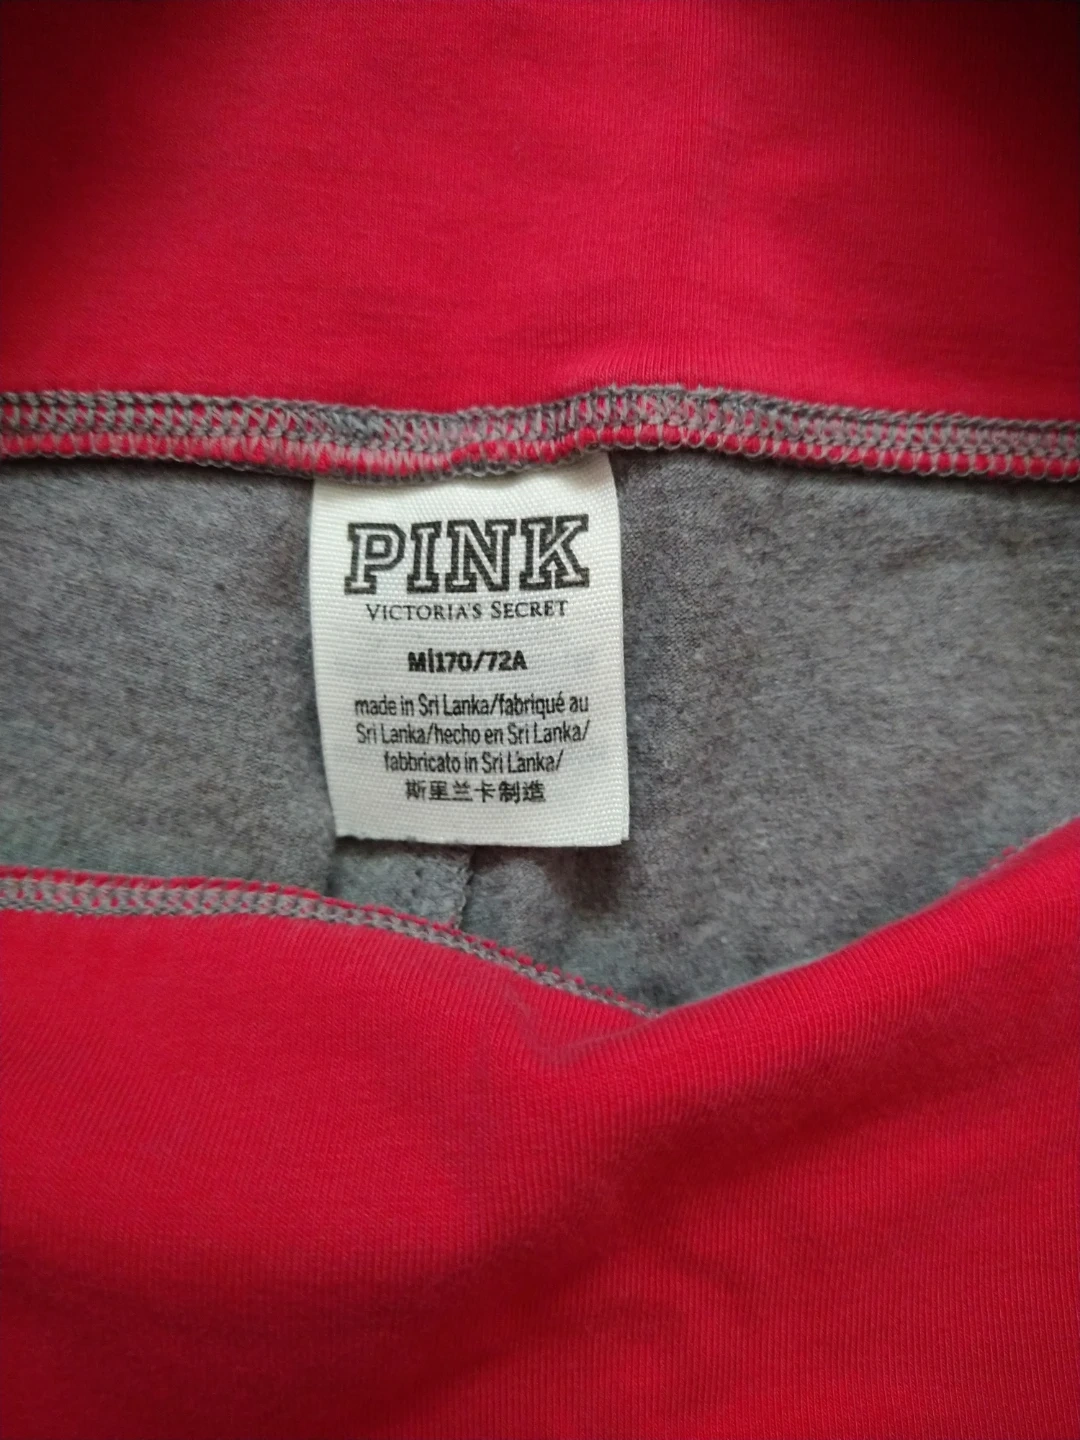 PINK
VICTORIA'S SECRET
M|170/72A
made in Sri Lanka/fabriqué au
Sri Lanka/hecho en Sri Lanka/
fabbricato in Sri Lanka/
斯里兰卡制造